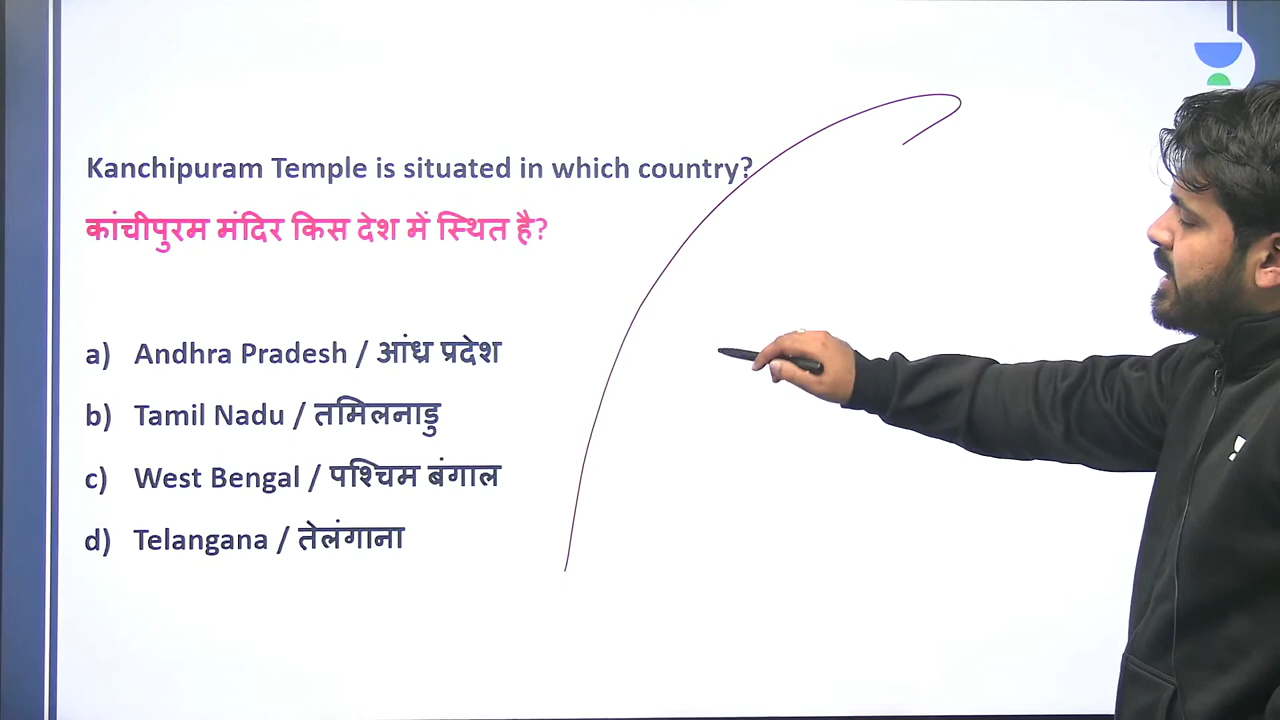 Kanchipuram Temple is situated in which country?
कांचीपुरम मंदिर किस देश में स्थित है?
a) Andhra Pradesh / आंध्र प्रदेश
b) Tamil Nadu / तमिलनाडु
c) West Bengal / पश्चिम बंगाल
d) Telangana / तेलंगाना